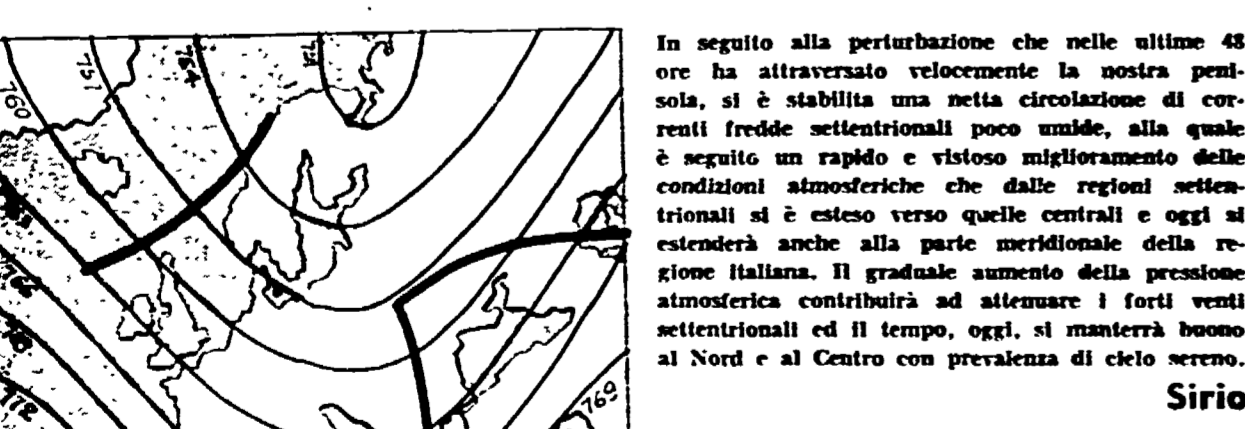 760
751
769
772
In seguito alla perturbazione che nelle ultime 48
ore ha attraversato velocemente la nostra peni-
sola, si è stabilita una netta circolazione di cor-
renti fredde settentrionali poco umide, alla quale
è seguito un rapido e vistoso miglioramento delle
condizioni atmosferiche che dalle regioni setten-
trionali si è esteso verso quelle centrali e oggi si
estenderà anche alla parte meridionale della re-
gione italiana. Il graduale aumento della pressione
atmosferica contribuirà ad attenuare i forti venti
settentrionali ed il tempo, oggi, si manterrà buono
al Nord e al Centro con prevalenza di cielo sereno.
Sirio